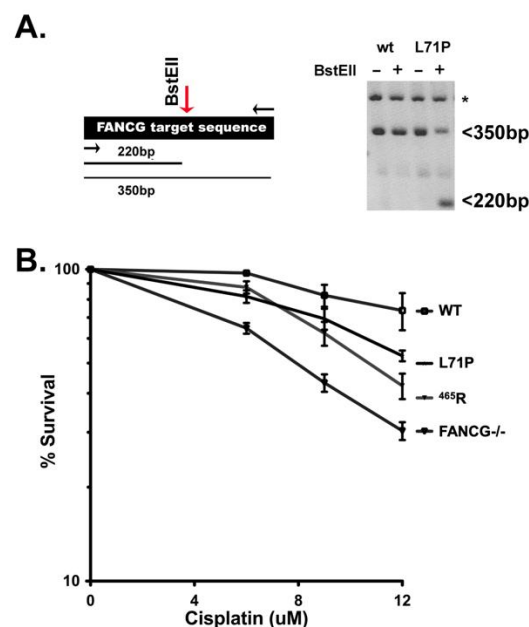 A.
BstEII
FANCG target sequence
220bp
350bp
wt L71P
BstEII – + – +
*
<350bp
<220bp
B.
100
10
% Survival
0 4 8 12
Cisplatin (uM)
WT
L71P
465R
FANCG-/-